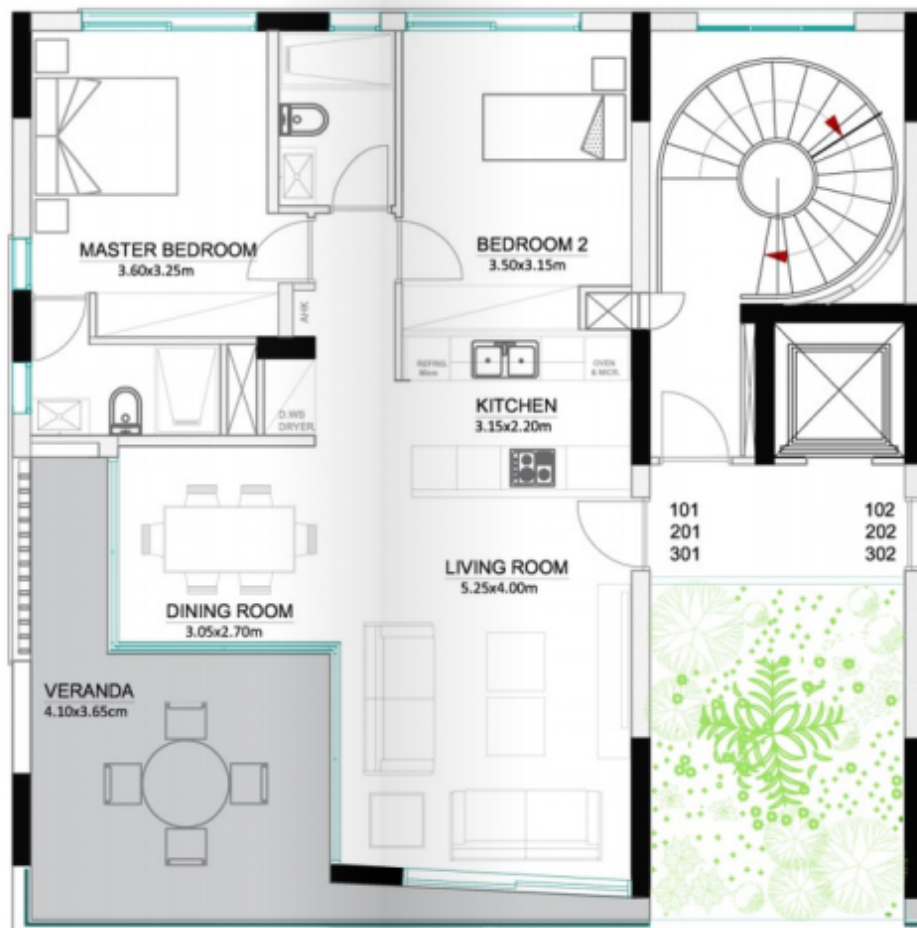 MASTER BEDROOM
3.60x3.25m
BEDROOM 2
3.50x3.15m
AHK
REFRIG.
60cm
OVEN
& MICR.
KITCHEN
3.15x2.20m
D.WB
DRYER
101
201
301
102
202
302
LIVING ROOM
5.25x4.00m
DINING ROOM
3.05x2.70m
VERANDA
4.10x3.65cm